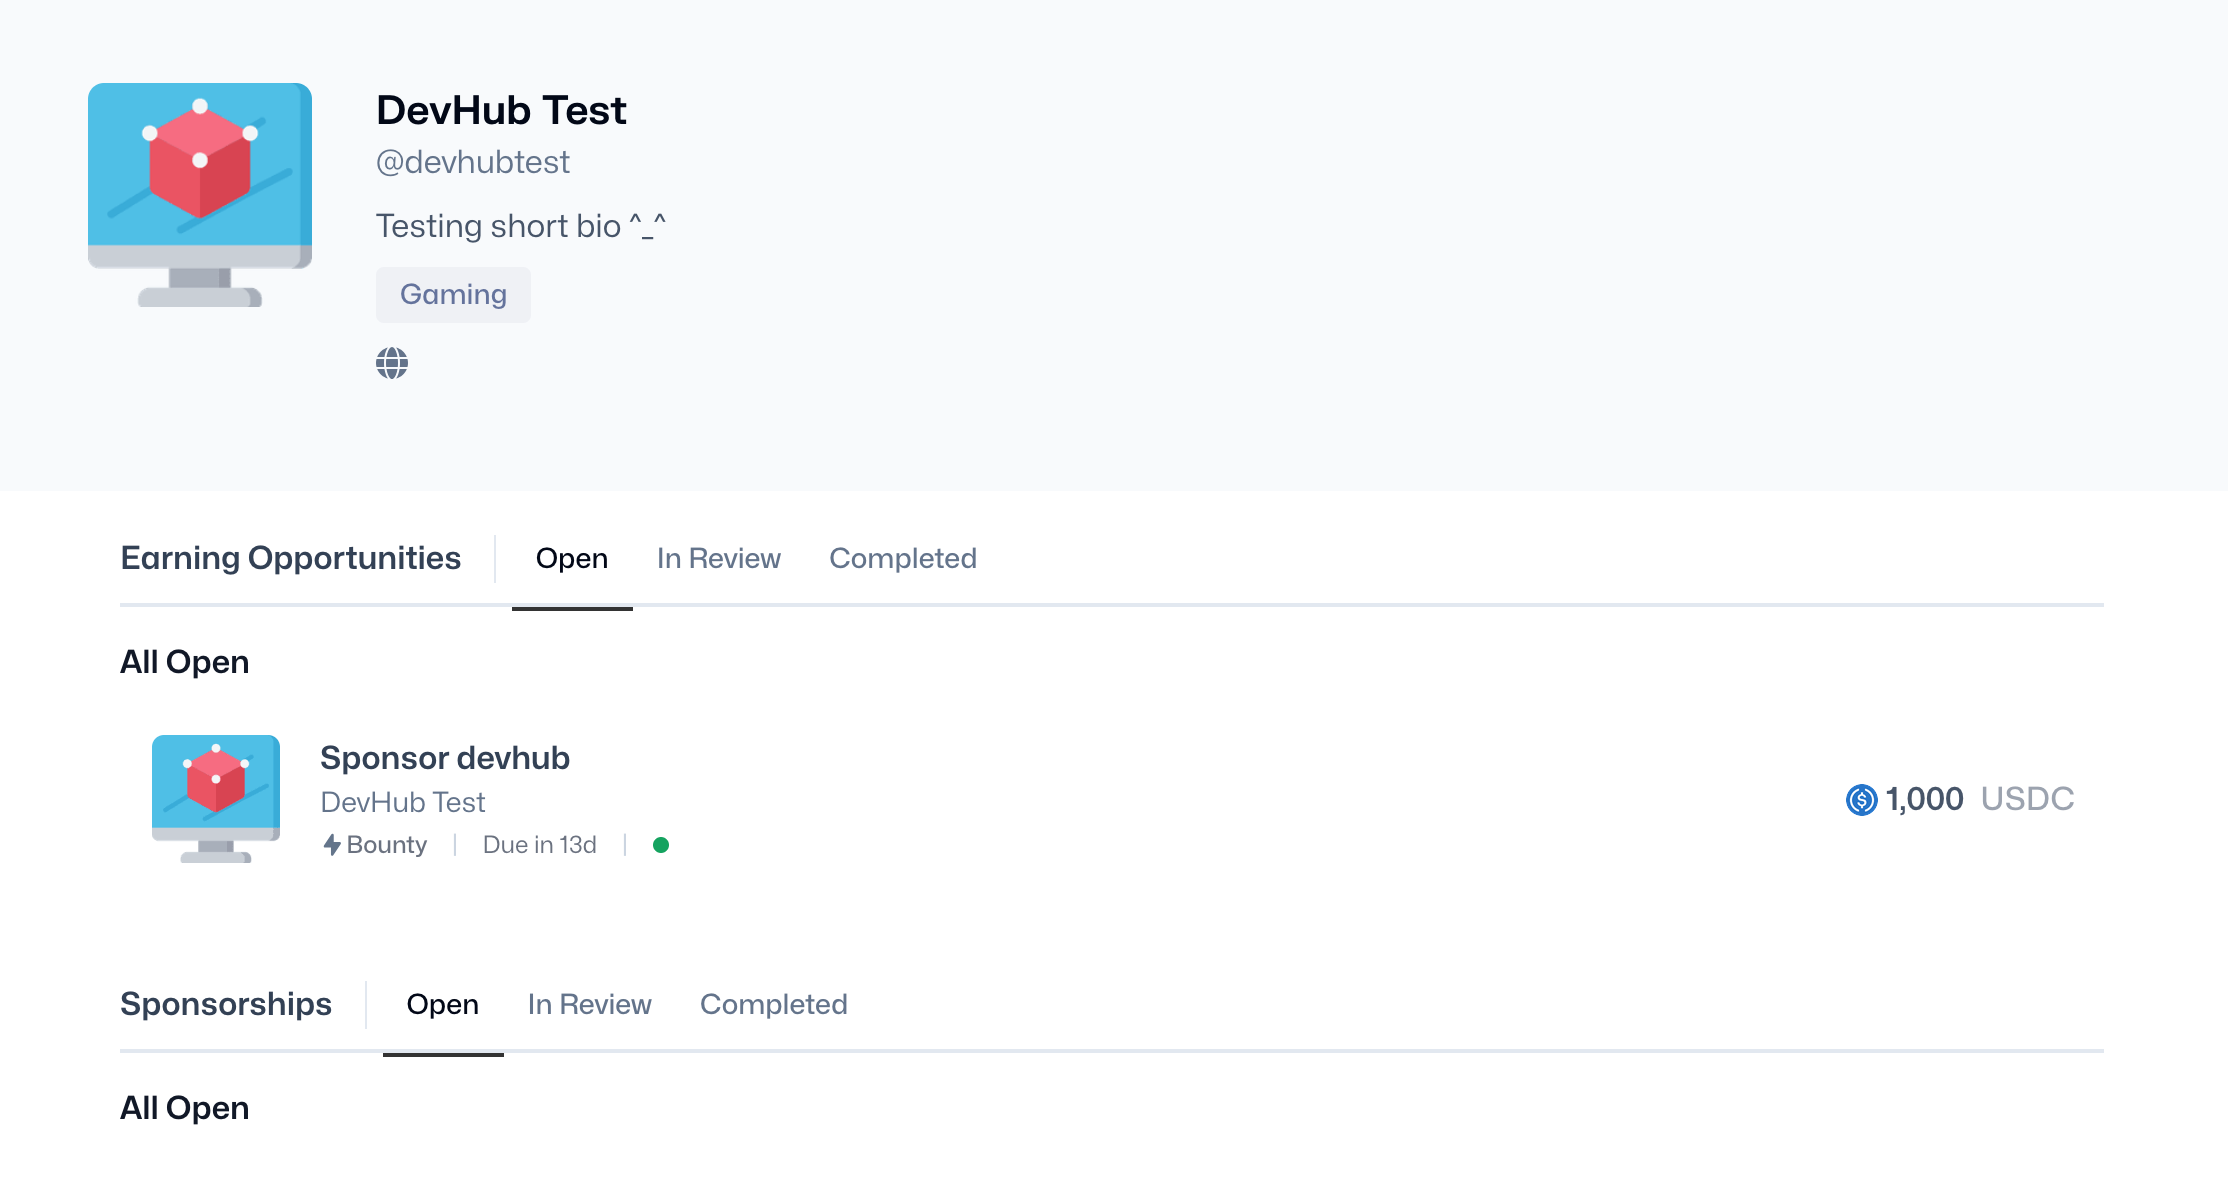 DevHub Test
@devhubtest
Testing short bio ^_^
Gaming
Earning Opportunities Open In Review Completed
All Open
Sponsor devhub
DevHub Test
Bounty Due in 13d
1,000 USDC
Sponsorships Open In Review Completed
All Open